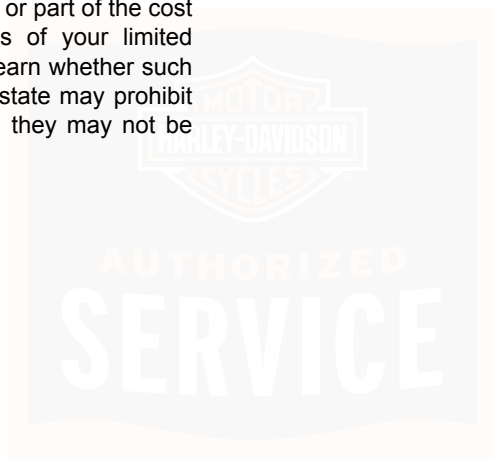 or part of the cost
s of your limited
earn whether such
state may prohibit
they may not be
MOTOR
HARLEY-DAVIDSON
CYCLES
AUTHORIZED
SERVICE